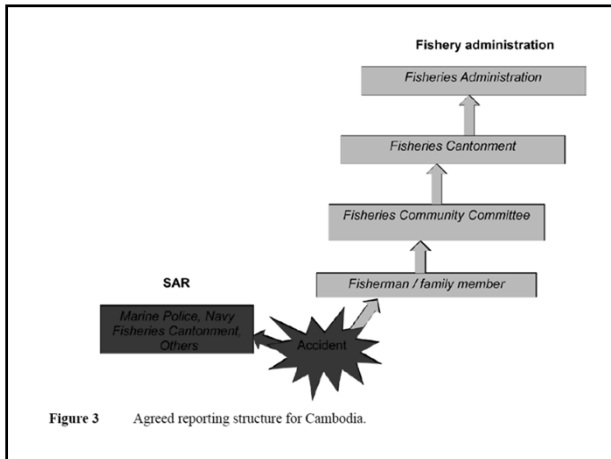 Fishery administration
Fisheries Administration
Fisheries Cantonment
Fisheries Community Committee
Fisherman / family member
SAR
Marine Police, Navy
Fisheries Cantonment,
Others
Accident
Figure 3 Agreed reporting structure for Cambodia.